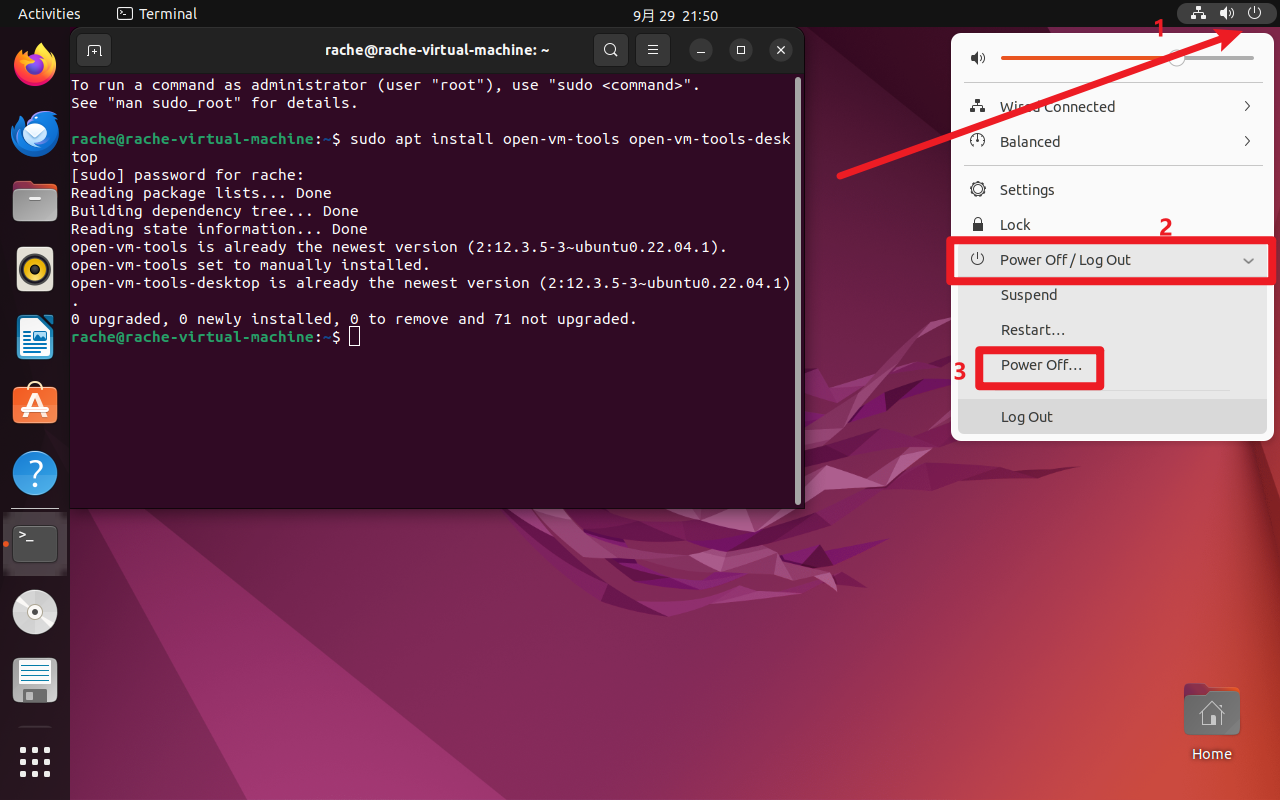 Activities
Terminal
9月 29 21:50
1
rache@rache-virtual-machine: ~
To run a command as administrator (user "root"), use "sudo <command>".
See "man sudo_root" for details.
rache@rache-virtual-machine:~$ sudo apt install open-vm-tools open-vm-tools-desk
top
[sudo] password for rache:
Reading package lists... Done
Building dependency tree... Done
Reading state information... Done
open-vm-tools is already the newest version (2:12.3.5-3~ubuntu0.22.04.1).
open-vm-tools set to manually installed.
open-vm-tools-desktop is already the newest version (2:12.3.5-3~ubuntu0.22.04.1)
.
0 upgraded, 0 newly installed, 0 to remove and 71 not upgraded.
rache@rache-virtual-machine:~$
Wired Connected
Balanced
Settings
Lock
2
Power Off / Log Out
Suspend
Restart…
3
Power Off…
Log Out
Home